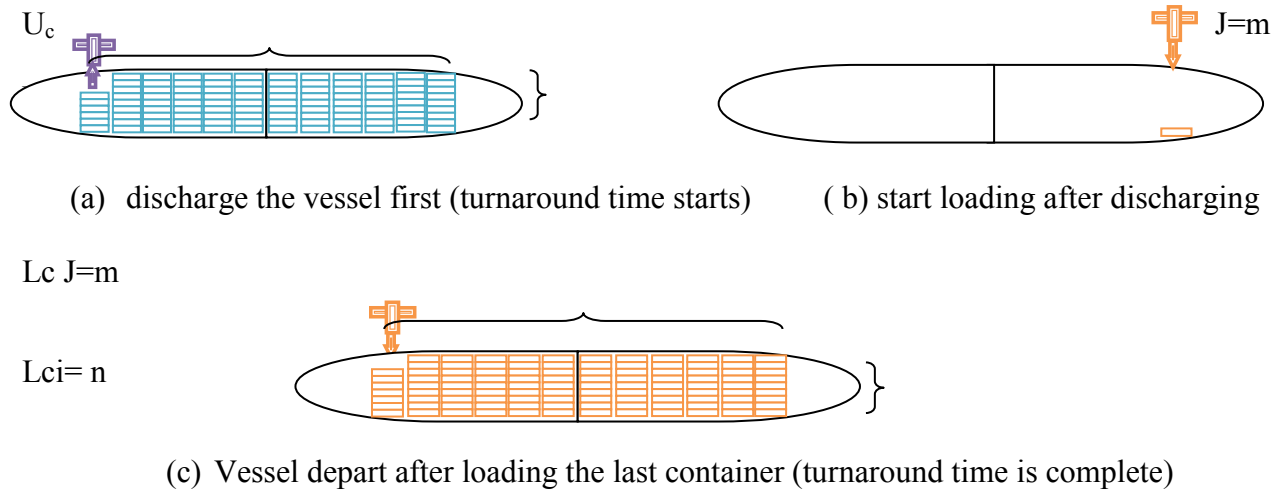 U_c
J=m
(a) discharge the vessel first (turnaround time starts)
( b) start loading after discharging
Lc J=m
Lci= n
(c) Vessel depart after loading the last container (turnaround time is complete)